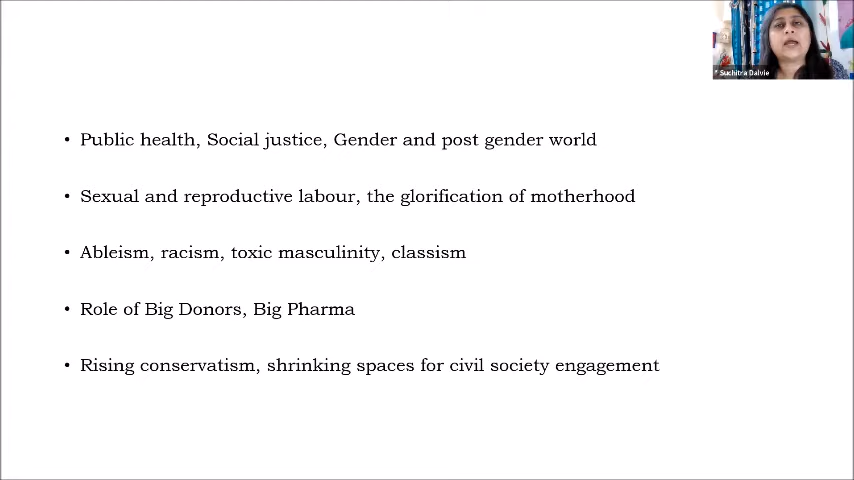 * Suchitra Dalvie
• Public health, Social justice, Gender and post gender world
• Sexual and reproductive labour, the glorification of motherhood
• Ableism, racism, toxic masculinity, classism
• Role of Big Donors, Big Pharma
• Rising conservatism, shrinking spaces for civil society engagement